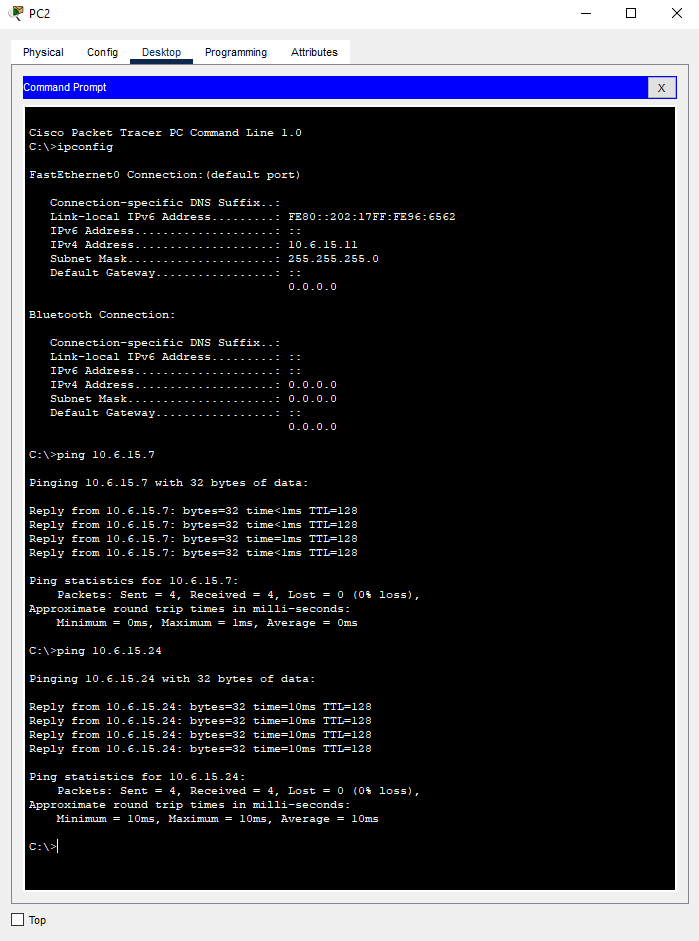 PC2
Physical Config Desktop Programming Attributes
Command Prompt X
Cisco Packet Tracer PC Command Line 1.0
C:\>ipconfig
FastEthernet0 Connection:(default port)
Connection-specific DNS Suffix..:
Link-local IPv6 Address.........: FE80::202:17FF:FE96:6562
IPv6 Address....................: ::
IPv4 Address....................: 10.6.15.11
Subnet Mask.....................: 255.255.255.0
Default Gateway.................: ::
0.0.0.0
Bluetooth Connection:
Connection-specific DNS Suffix..:
Link-local IPv6 Address.........: ::
IPv6 Address....................: ::
IPv4 Address....................: 0.0.0.0
Subnet Mask.....................: 0.0.0.0
Default Gateway.................: ::
0.0.0.0
C:\>ping 10.6.15.7
Pinging 10.6.15.7 with 32 bytes of data:
Reply from 10.6.15.7: bytes=32 time<1ms TTL=128
Reply from 10.6.15.7: bytes=32 time<1ms TTL=128
Reply from 10.6.15.7: bytes=32 time=1ms TTL=128
Reply from 10.6.15.7: bytes=32 time<1ms TTL=128
Ping statistics for 10.6.15.7:
Packets: Sent = 4, Received = 4, Lost = 0 (0% loss),
Approximate round trip times in milli-seconds:
Minimum = 0ms, Maximum = 1ms, Average = 0ms
C:\>ping 10.6.15.24
Pinging 10.6.15.24 with 32 bytes of data:
Reply from 10.6.15.24: bytes=32 time=10ms TTL=128
Reply from 10.6.15.24: bytes=32 time=10ms TTL=128
Reply from 10.6.15.24: bytes=32 time=10ms TTL=128
Reply from 10.6.15.24: bytes=32 time=10ms TTL=128
Ping statistics for 10.6.15.24:
Packets: Sent = 4, Received = 4, Lost = 0 (0% loss),
Approximate round trip times in milli-seconds:
Minimum = 10ms, Maximum = 10ms, Average = 10ms
C:\>
Top